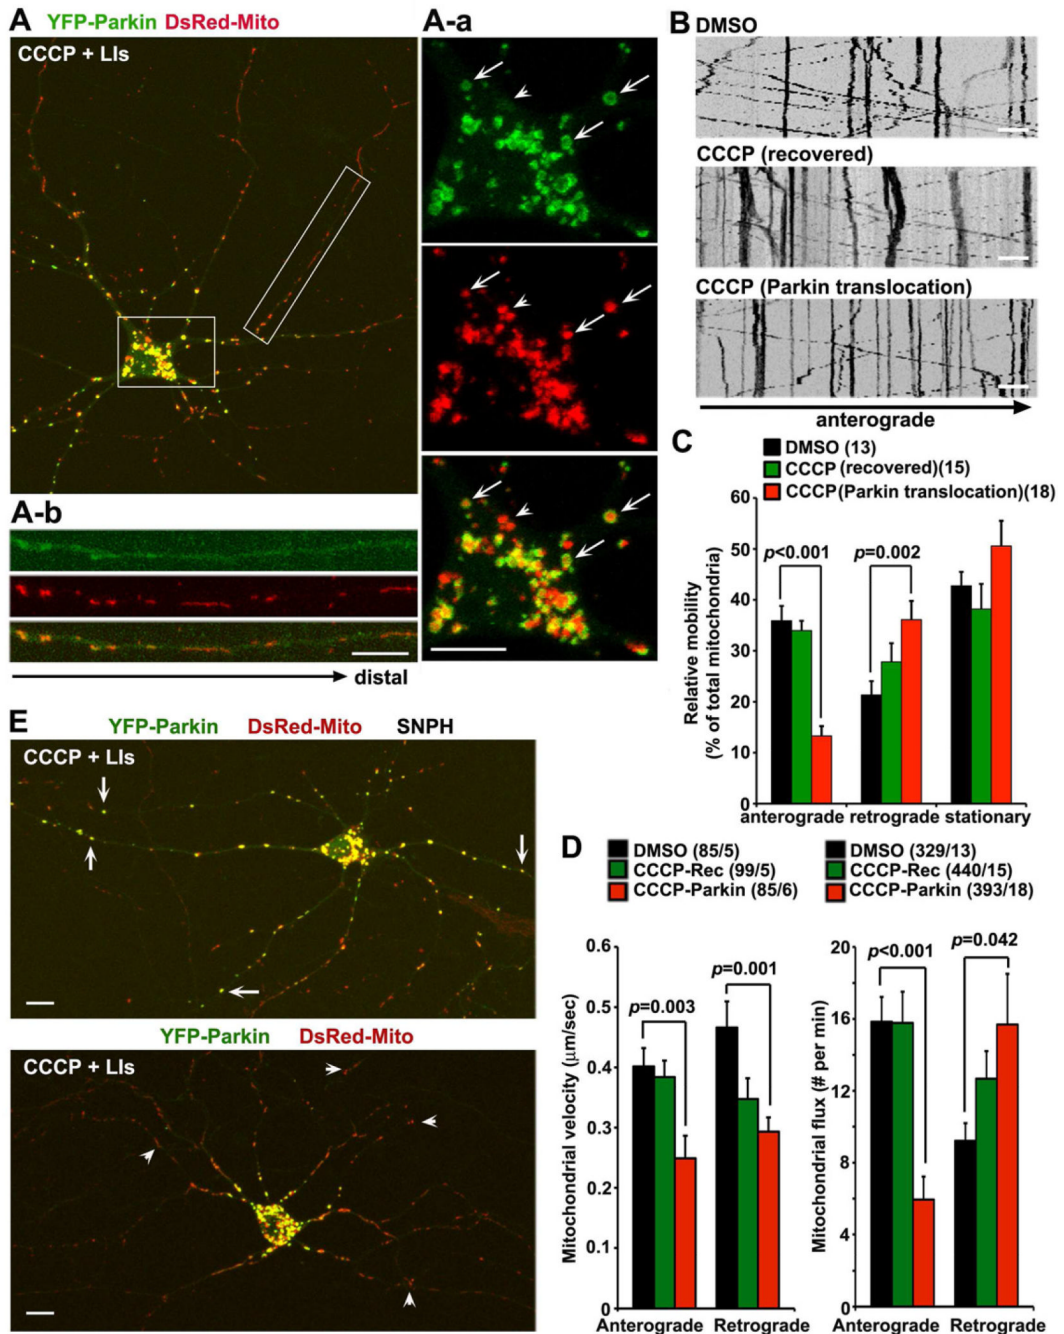 A YFP-Parkin DsRed-Mito
CCCP + LIs
A-a
A-b
distal
B DMSO
CCCP (recovered)
CCCP (Parkin translocation)
anterograde
C
DMSO (13)
CCCP (recovered)(15)
CCCP(Parkin translocation)(18)
60
50
40
30
20
10
0
Relative mobility
(% of total mitochondria)
p<0.001
p=0.002
anterograde retrograde stationary
E
YFP-Parkin DsRed-Mito SNPH
CCCP + LIs
YFP-Parkin DsRed-Mito
CCCP + LIs
D
DMSO (85/5)
CCCP-Rec (99/5)
CCCP-Parkin (85/6)
DMSO (329/13)
CCCP-Rec (440/15)
CCCP-Parkin (393/18)
0.6
0.5
0.4
0.3
0.2
0.1
0
Mitochondrial velocity (μm/sec)
p=0.003
p=0.001
Anterograde Retrograde
20
16
12
8
4
0
Mitochondrial flux (# per min)
p<0.001
p=0.042
Anterograde Retrograde